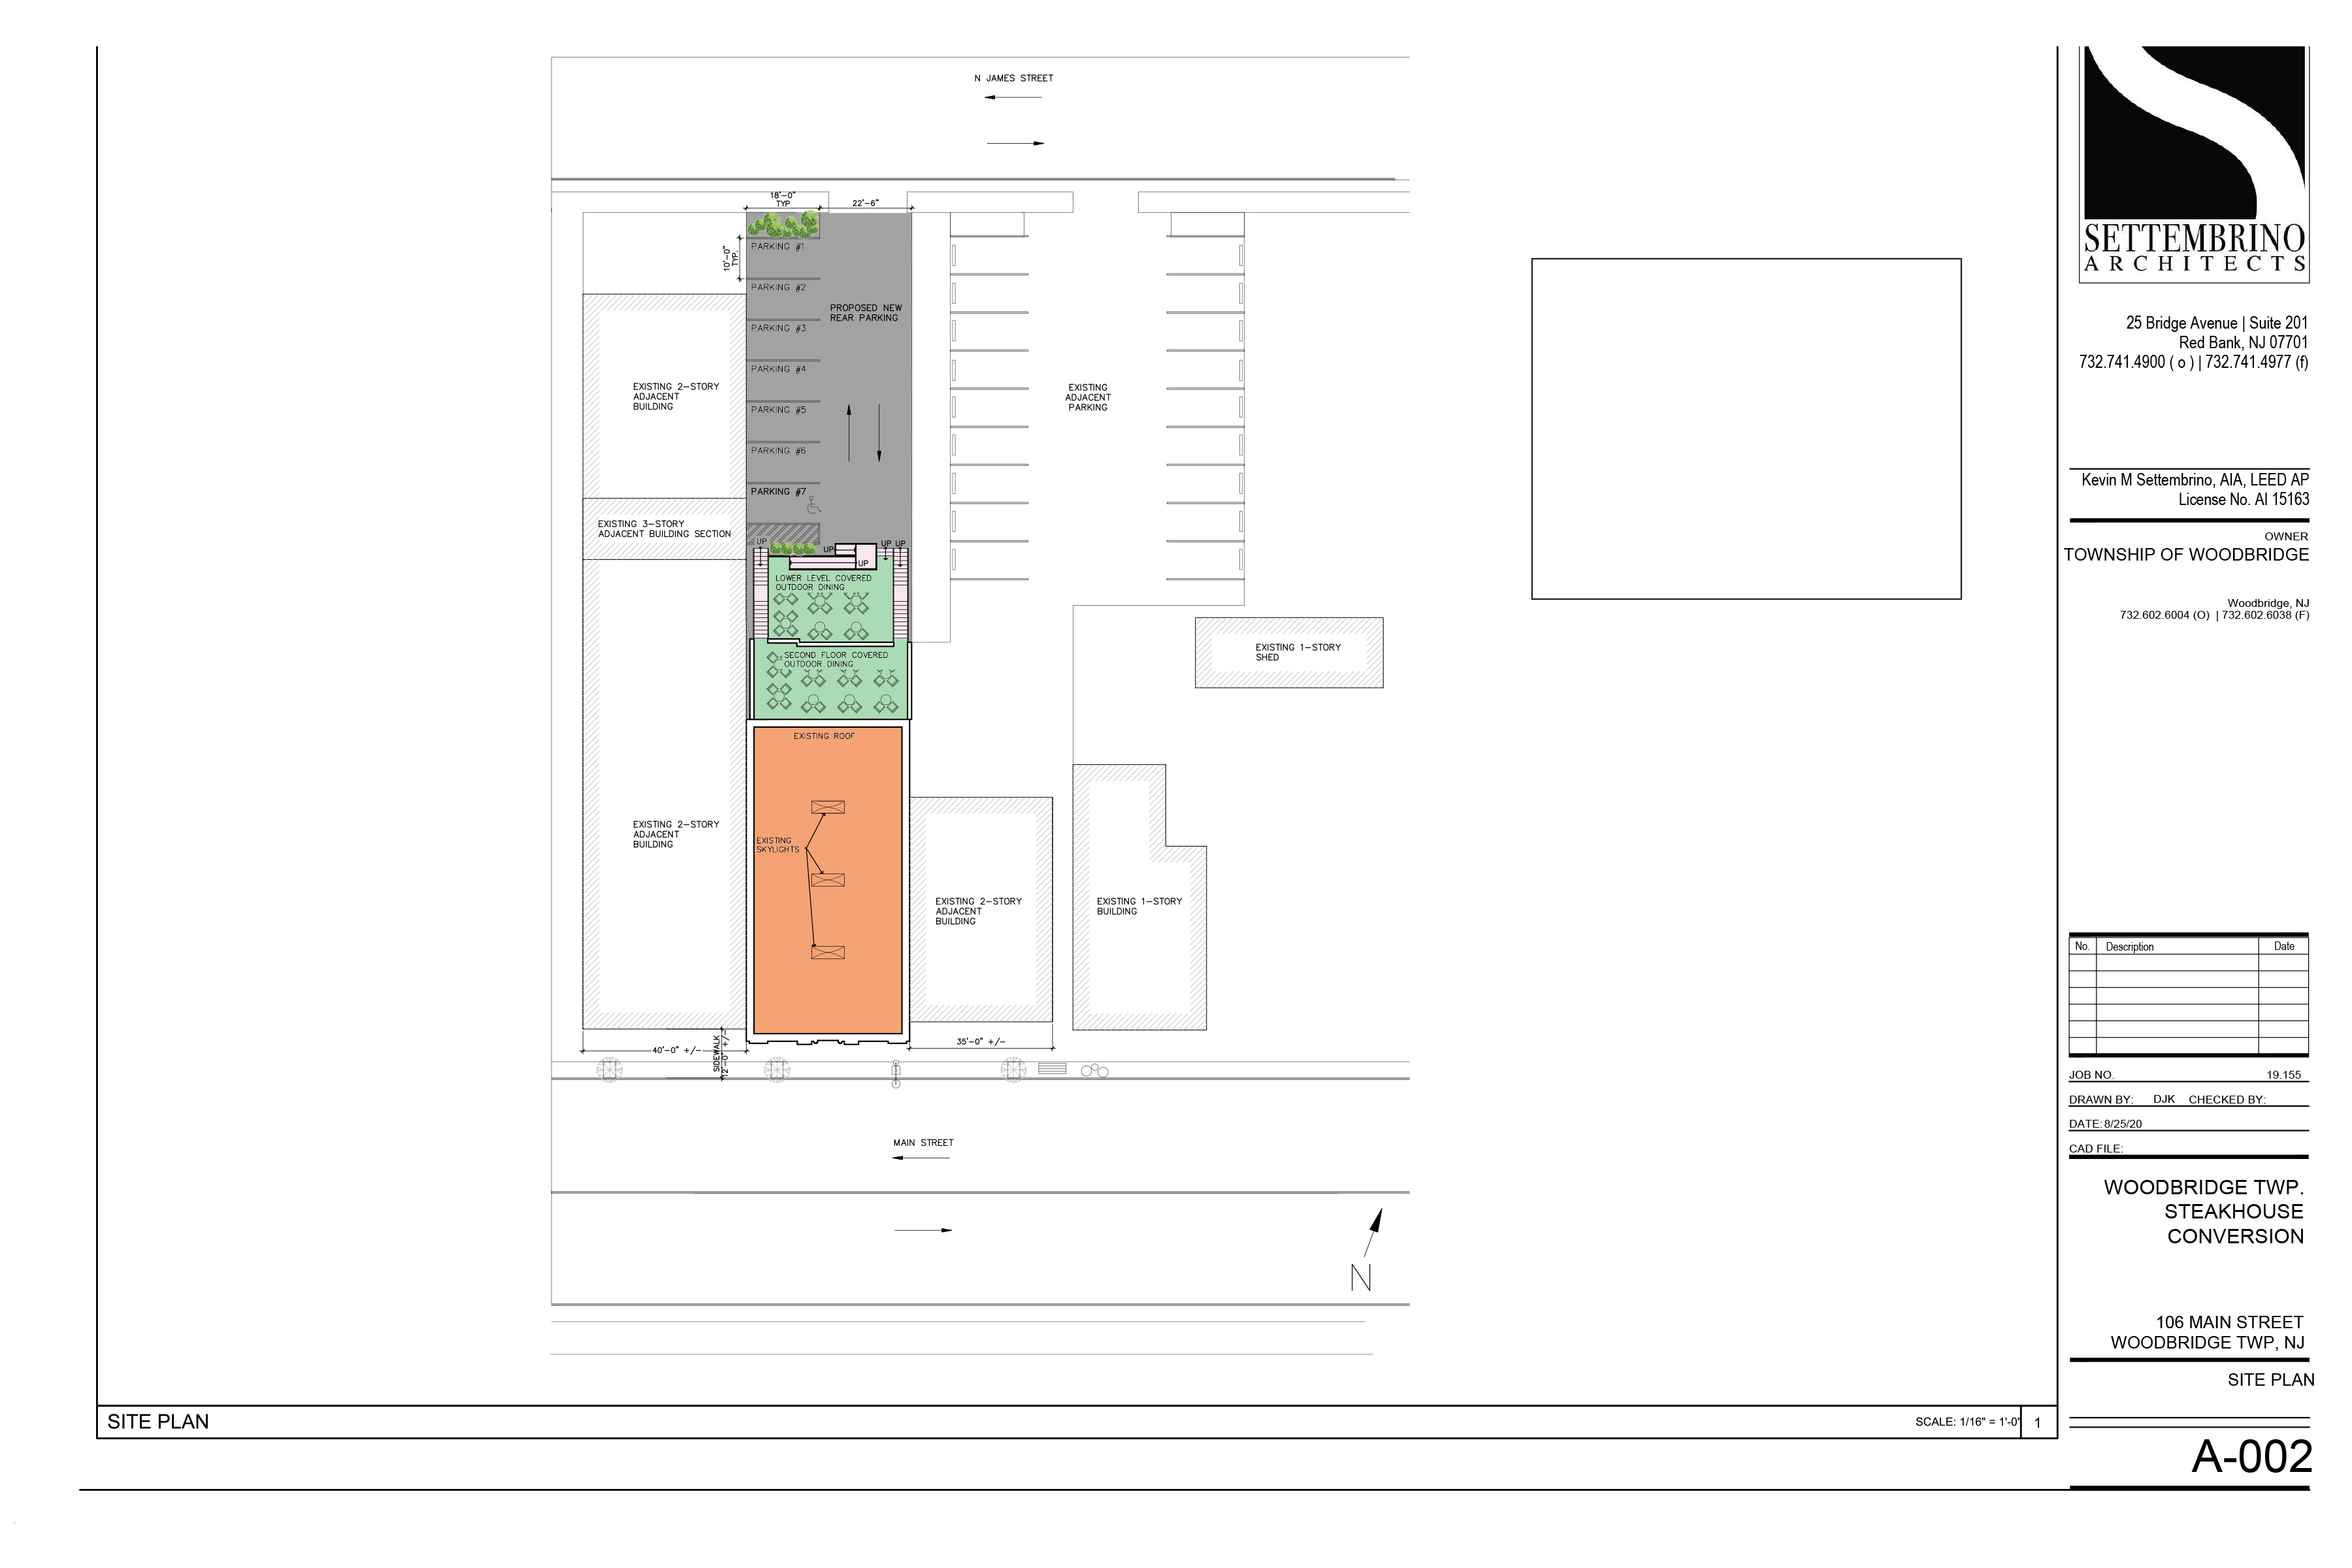 N JAMES STREET
18'-0"
TYP
22'-6"
10'-0"
TYP.
PARKING #1
PARKING #2
PROPOSED NEW
REAR PARKING
PARKING #3
PARKING #4
PARKING #5
PARKING #6
PARKING #7
EXISTING 2-STORY
ADJACENT
BUILDING
EXISTING
ADJACENT
PARKING
EXISTING 3-STORY
ADJACENT BUILDING SECTION
UP
UP
UP UP
UP
LOWER LEVEL COVERED
OUTDOOR DINING
SECOND FLOOR COVERED
OUTDOOR DINING
EXISTING 1-STORY
SHED
EXISTING ROOF
EXISTING
SKYLIGHTS
EXISTING 2-STORY
ADJACENT
BUILDING
EXISTING 2-STORY
ADJACENT
BUILDING
EXISTING 1-STORY
BUILDING
40'-0" +/-
SIDEWALK
12'-0" +/-
35'-0" +/-
MAIN STREET
N
SITE PLAN
SCALE: 1/16" = 1'-0"
1
SETTEMBRINO
ARCHITECTS
25 Bridge Avenue | Suite 201
Red Bank, NJ 07701
732.741.4900 ( o ) | 732.741.4977 (f)
Kevin M Settembrino, AIA, LEED AP
License No. AI 15163
OWNER
TOWNSHIP OF WOODBRIDGE
Woodbridge, NJ
732.602.6004 (O) | 732.602.6038 (F)
No. Description Date
JOB NO. 19.155
DRAWN BY: DJK CHECKED BY:
DATE: 8/25/20
CAD FILE:
WOODBRIDGE TWP.
STEAKHOUSE
CONVERSION
106 MAIN STREET
WOODBRIDGE TWP, NJ
SITE PLAN
A-002